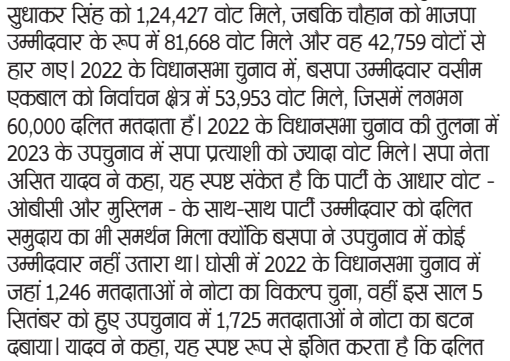 सुधाकर सिंह को 1,24,427 वोट मिले, जबकि चौहान को भाजपा
उम्मीदवार के रूप में 81,668 वोट मिले और वह 42,759 वोटों से
हार गए। 2022 के विधानसभा चुनाव में, बसपा उम्मीदवार वसीम
एकबाल को निर्वाचन क्षेत्र में 53,953 वोट मिले, जिसमें लगभग
60,000 दलित मतदाता हैं। 2022 के विधानसभा चुनाव की तुलना में
2023 के उपचुनाव में सपा प्रत्याशी को ज्यादा वोट मिले। सपा नेता
असित यादव ने कहा, यह स्पष्ट संकेत है कि पार्टी के आधार वोट -
ओबीसी और मुस्लिम - के साथ-साथ पार्टी उम्मीदवार को दलित
समुदाय का भी समर्थन मिला क्योंकि बसपा ने उपचुनाव में कोई
उम्मीदवार नहीं उतारा था। घोसी में 2022 के विधानसभा चुनाव में
जहां 1,246 मतदाताओं ने नोटा का विकल्प चुना, वहीं इस साल 5
सितंबर को हुए उपचुनाव में 1,725 मतदाताओं ने नोटा का बटन
दबाया। यादव ने कहा, यह स्पष्ट रूप से इंगित करता है कि दलित